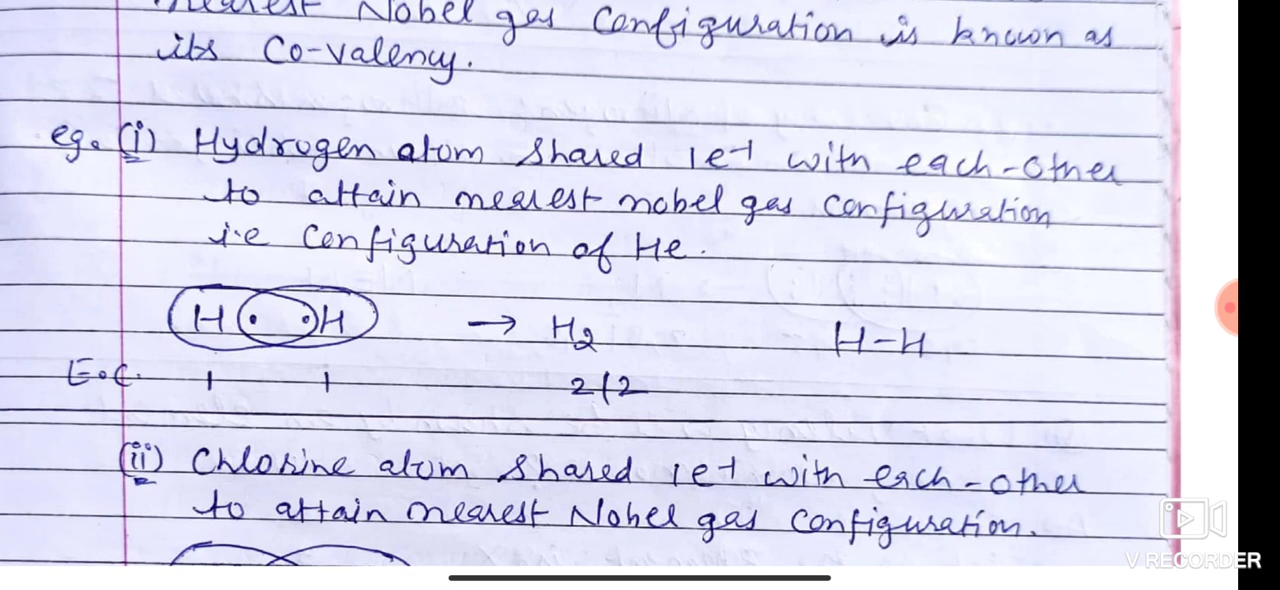 nearest Nobel gas Configuration is known as
its Co-valency.
eg. (i) Hydrogen atom shared 1e- with each-other
to attain nearest nobel gas configuration
i.e Configuration of He.
H • • H → H2 H-H
E.C. 1 1 2/2
(ii) Chlorine atom shared 1e- with each-other
to attain nearest Nobel gas configuration.
V RECORDER